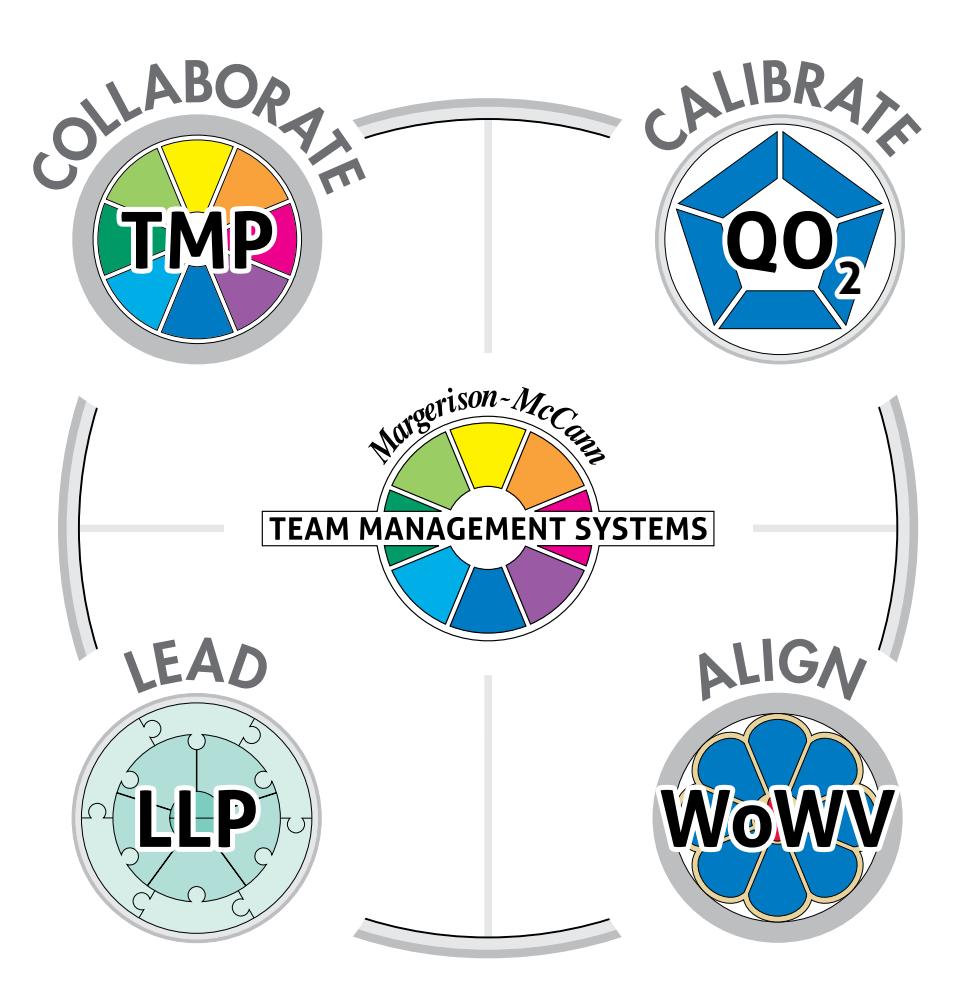 COLLABORATE
TMP
CALIBRATE
QO₂
Margerison-McCann
TEAM MANAGEMENT SYSTEMS
LEAD
LLP
ALIGN
WoWV